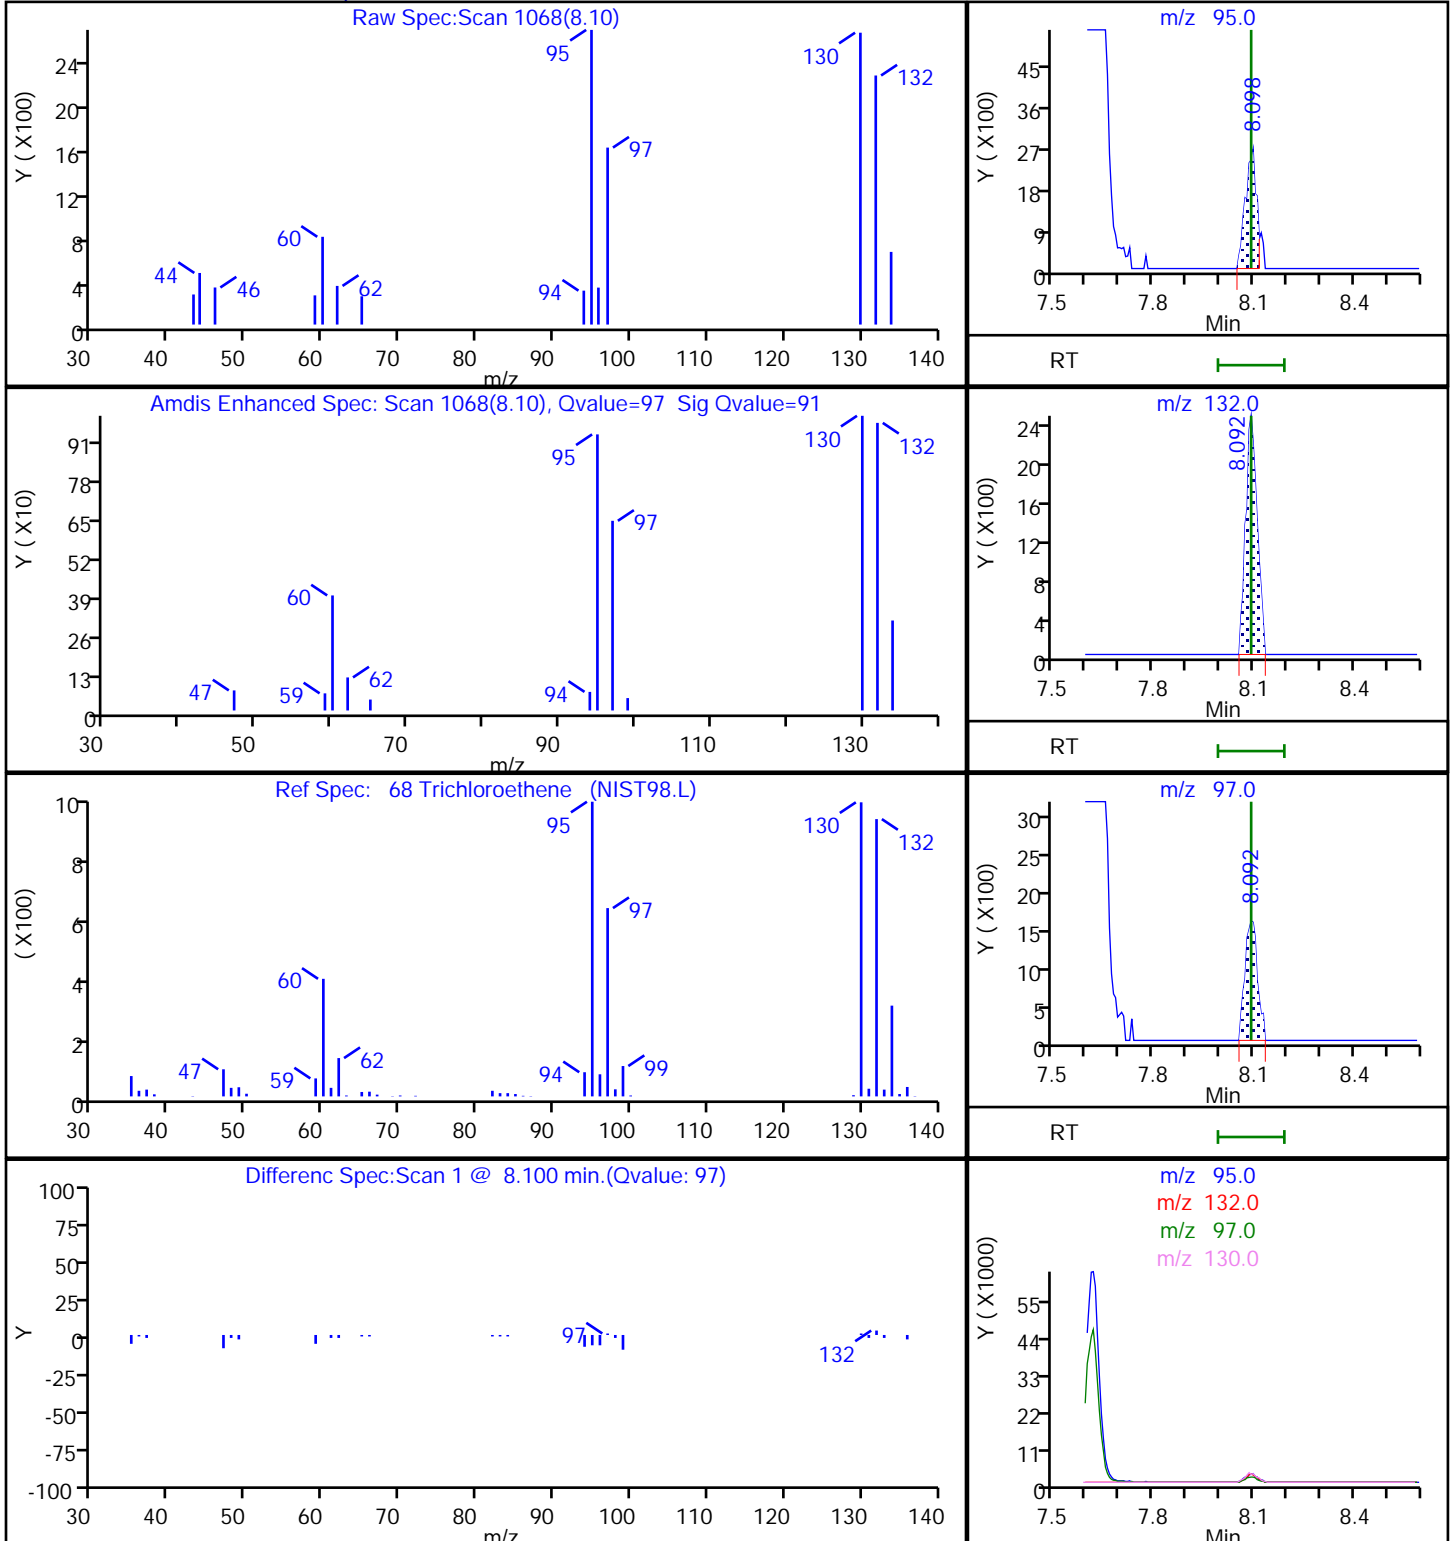 Raw Spec:Scan 1068(8.10)
Y ( X100)
24
20
16
12
8
4
0
95
130
132
97
60
44
46
62
94
30 40 50 60 70 80 90 100 110 120 130 140
m/z
m/z 95.0
Y ( X100)
45
36
27
18
9
0
8.098
7.5 7.8 8.1 8.4
Min
RT
Amdis Enhanced Spec: Scan 1068(8.10), Qvalue=97 Sig Qvalue=91
Y ( X10)
91
78
65
52
39
26
13
0
130
132
95
97
60
47
59
62
94
30 50 70 90 110 130
m/z
m/z 132.0
Y ( X100)
24
20
16
12
8
4
0
8.092
7.5 7.8 8.1 8.4
Min
RT
Ref Spec: 68 Trichloroethene (NIST98.L)
( X100)
10
8
6
4
2
0
95
130
132
97
60
47
59
62
94
99
30 40 50 60 70 80 90 100 110 120 130 140
m/z 97.0
Y ( X100)
30
25
20
15
10
5
0
8.092
7.5 7.8 8.1 8.4
Min
RT
Differenc Spec:Scan 1 @ 8.100 min.(Qvalue: 97)
Y
100
75
50
25
0
-25
-50
-75
-100
97
132
30 40 50 60 70 80 90 100 110 120 130 140
m/z
m/z 95.0
m/z 132.0
m/z 97.0
m/z 130.0
Y ( X1000)
55
44
33
22
11
0
7.5 7.8 8.1 8.4
Min